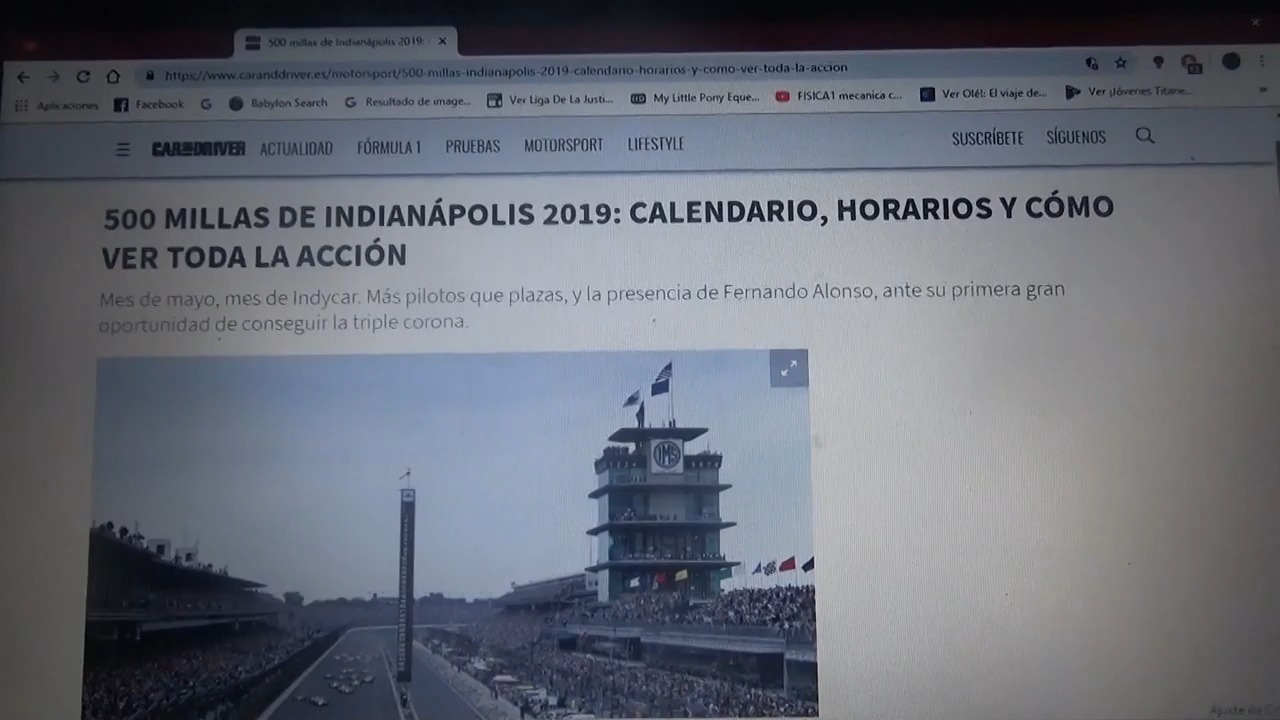 500 millas de Indianápolis 2019:
https://www.caranddriver.es/motorsport/500-millas-indianapolis-2019-calendario-horarios-y-como-ver-toda-la-accion
Aplicaciones Facebook Babylon Search Resultado de image... Ver Liga De La Justi... My Little Pony Eque... FISICA1 mecanica c... Ver Olé!: El viaje de... Ver ¡Jóvenes Titane...
CAR AND DRIVER ACTUALIDAD FÓRMULA 1 PRUEBAS MOTORSPORT LIFESTYLE SUSCRÍBETE SÍGUENOS
500 MILLAS DE INDIANÁPOLIS 2019: CALENDARIO, HORARIOS Y CÓMO
VER TODA LA ACCIÓN
Mes de mayo, mes de Indycar. Más pilotos que plazas, y la presencia de Fernando Alonso, ante su primera gran
oportunidad de conseguir la triple corona.
IMS
Ajuste de